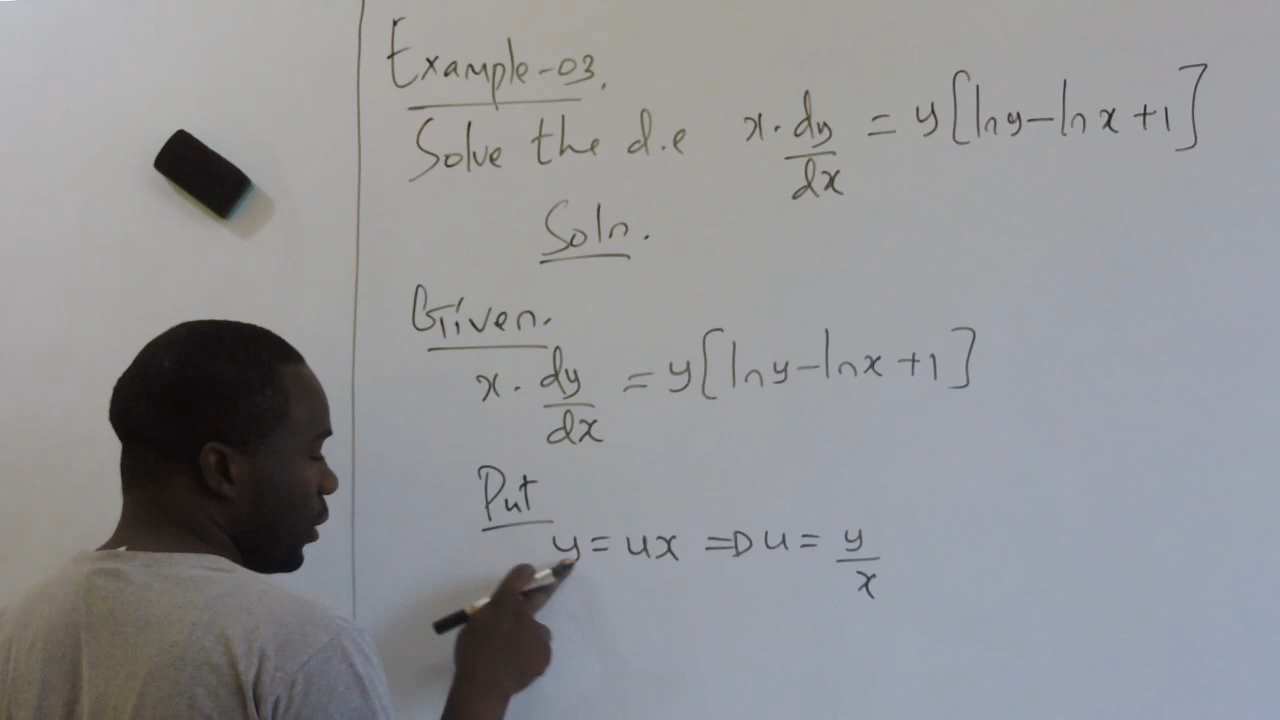 Example-03.
Solve the d.e x. dy/dx = y[lny-lnx+1]
Soln.
Given.
x. dy/dx = y[lny-lnx+1]
Put
y = ux ⇒ u = y/x